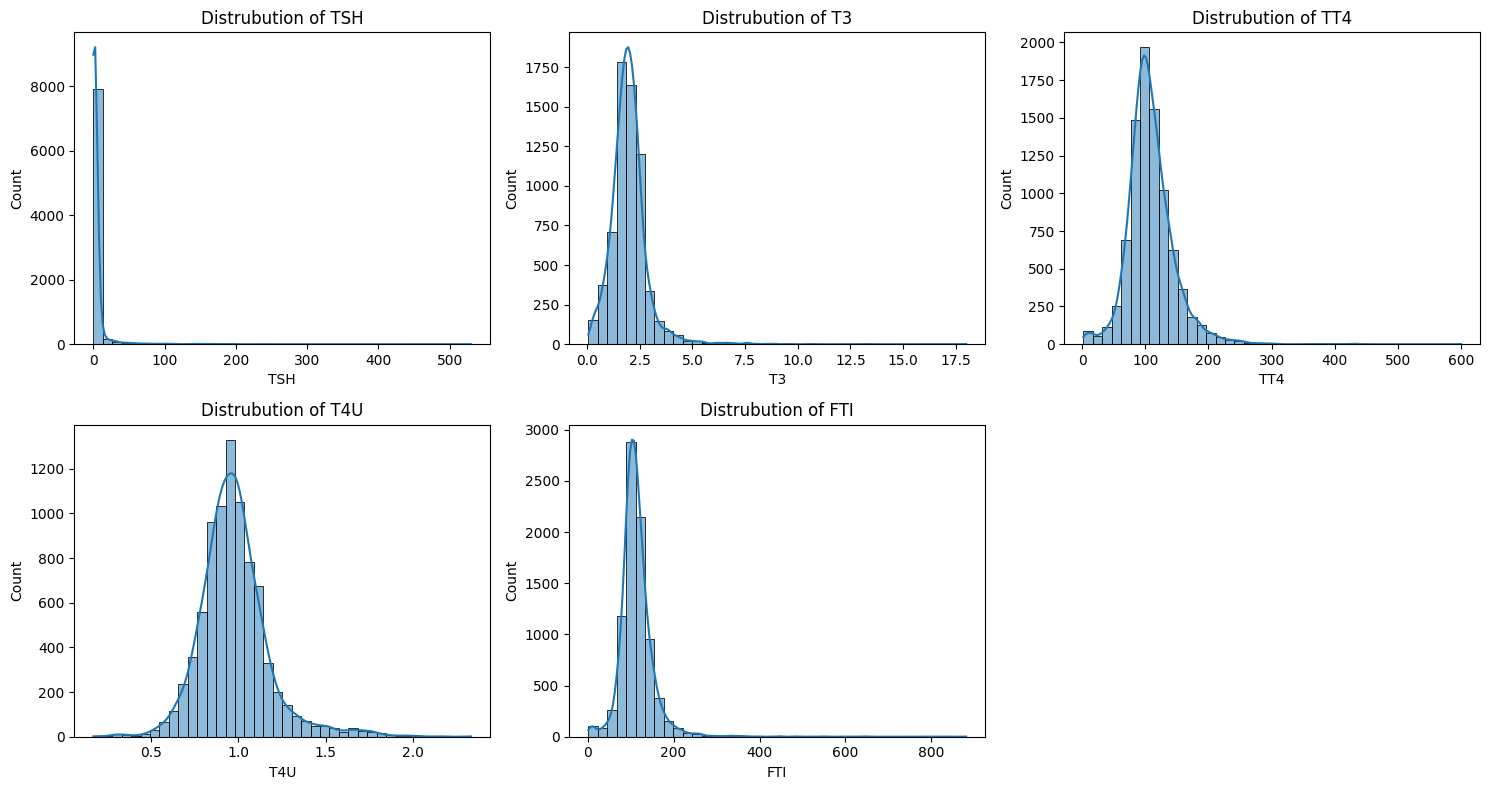 Distrubution of TSH
8000
6000
4000
2000
0
Count
0 100 200 300 400 500
TSH
Distrubution of T3
1750
1500
1250
1000
750
500
250
0
Count
0.0 2.5 5.0 7.5 10.0 12.5 15.0 17.5
T3
Distrubution of TT4
2000
1750
1500
1250
1000
750
500
250
0
Count
0 100 200 300 400 500 600
TT4
Distrubution of T4U
1200
1000
800
600
400
200
0
Count
0.5 1.0 1.5 2.0
T4U
Distrubution of FTI
3000
2500
2000
1500
1000
500
0
Count
0 200 400 600 800
FTI